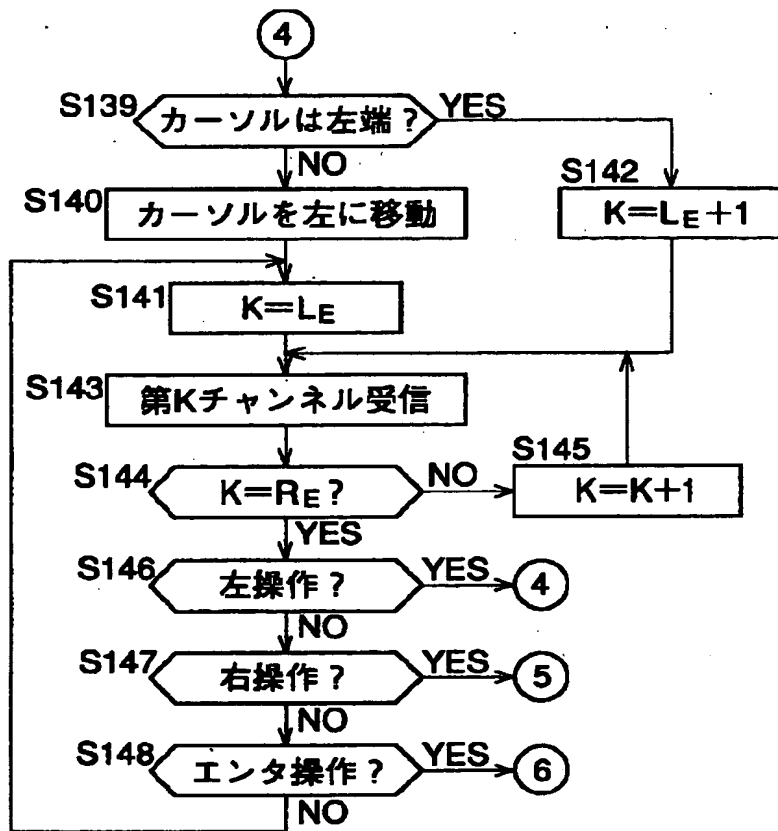 4
S139 カーソルは左端? YES
NO
S142
S140 カーソルを左に移動 K=LE+1
S141 K=LE
S143 第Kチャンネル受信
S145
S144 K=RE? NO K=K+1
YES
S146 左操作? YES 4
NO
S147 右操作? YES 5
NO
S148 エンタ操作? YES 6
NO